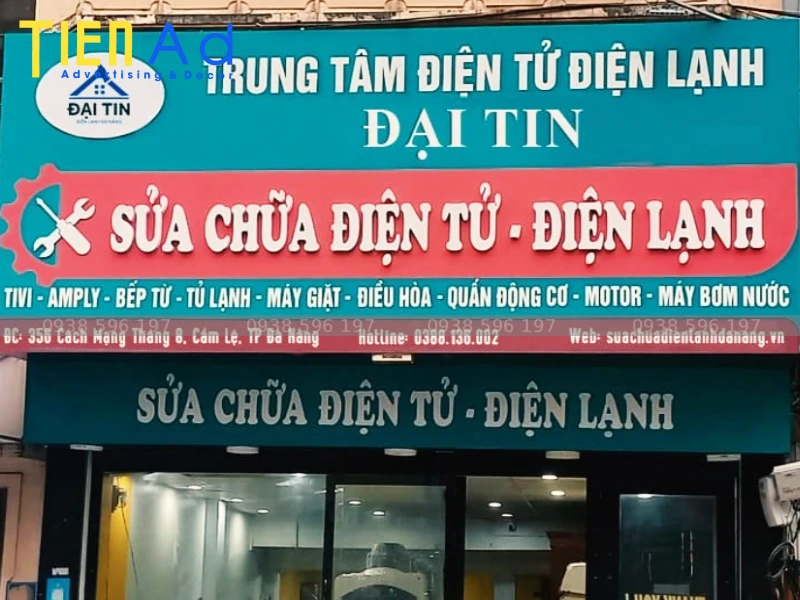 TIEN Ad
Advertising & Decor
TRUNG TÂM ĐIỆN TỬ ĐIỆN LẠNH
ĐẠI TIN
ĐẠI TIN
SỬA CHỮA ĐIỆN TỬ - ĐIỆN LẠNH
TIVI - AMPLY - BẾP TỪ - TỦ LẠNH - MÁY GIẶT - ĐIỀU HÒA - QUẤN ĐỘNG CƠ - MOTOR - MÁY BƠM NƯỚC
0938 596 197 0938 596 197 0938 596 197 0938 596 197
ĐC: 356 Cách Mạng Tháng 8, Cẩm Lệ, TP Đà Nẵng Hotline: 0388.136.002 Web: suachuadienlanhdanang.vn
SỬA CHỮA ĐIỆN TỬ - ĐIỆN LẠNH